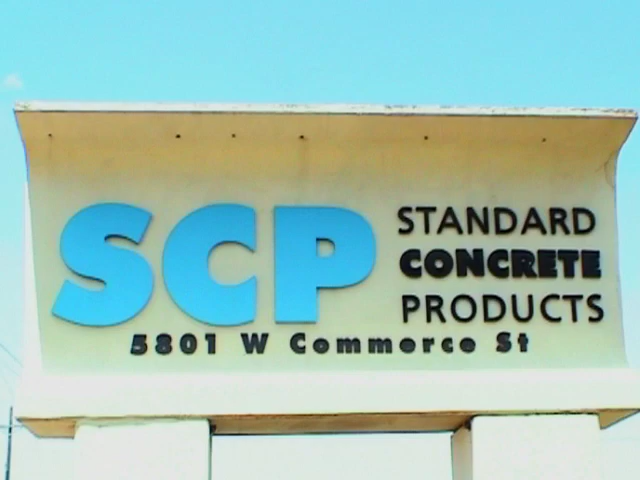 SCP
STANDARD
CONCRETE
PRODUCTS
5801 W Commerce St